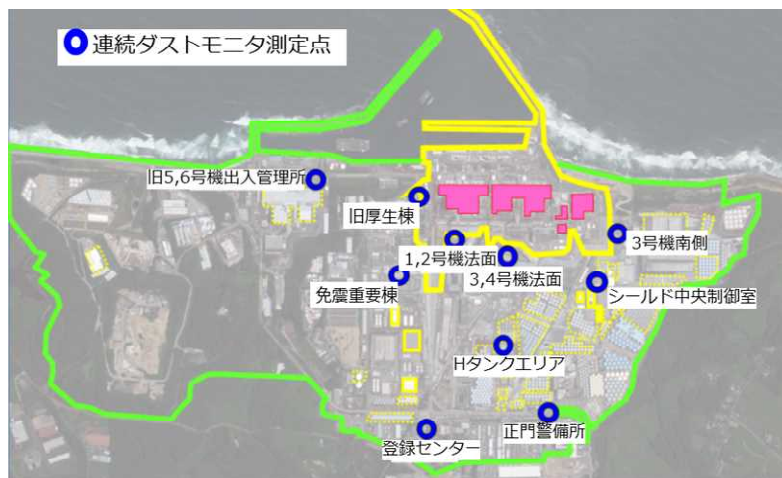 連続ダストモニタ測定点
旧5,6号機出入管理所
旧厚生棟
1,2号機法面
3号機南側
3,4号機法面
免震重要棟
シールド中央制御室
Hタンクエリア
正門警備所
登録センター